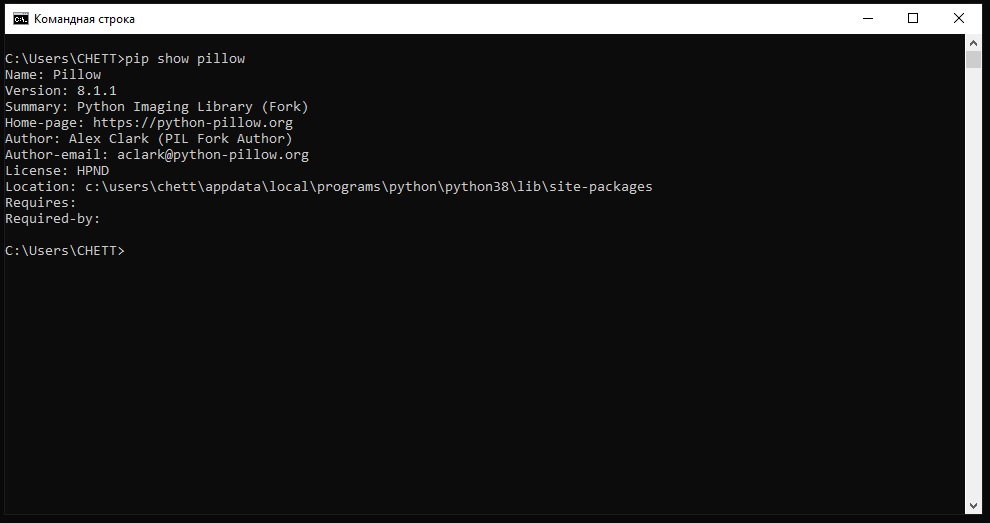 Командная строка
C:\Users\CHETT>pip show pillow
Name: Pillow
Version: 8.1.1
Summary: Python Imaging Library (Fork)
Home-page: https://python-pillow.org
Author: Alex Clark (PIL Fork Author)
Author-email: aclark@python-pillow.org
License: HPND
Location: c:\users\chett\appdata\local\programs\python\python38\lib\site-packages
Requires:
Required-by:
C:\Users\CHETT>